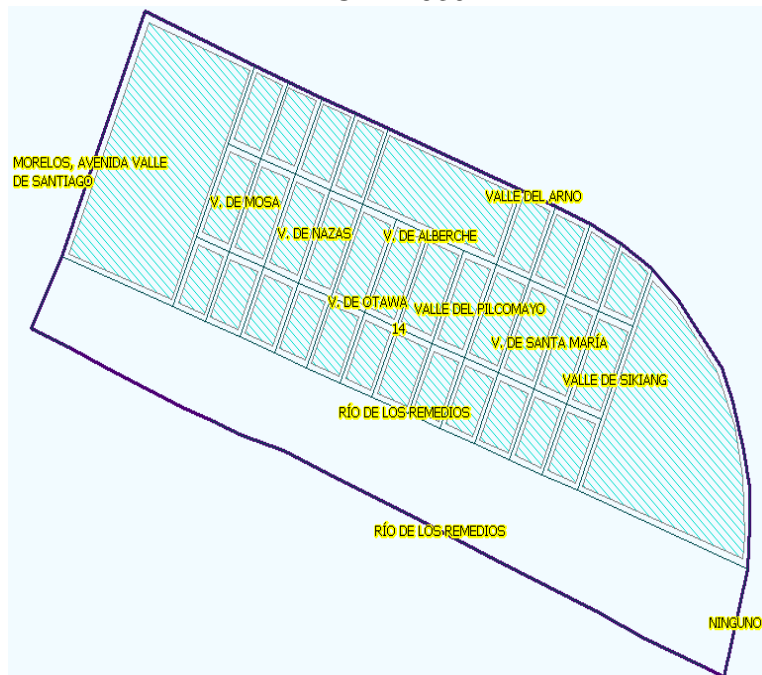 MORELOS, AVENIDA VALLE
DE SANTIAGO
VALLE DEL ARNO
V. DE MOSA
V. DE NAZAS
V. DE ALBERCHE
V. DE OTAWA
VALLE DEL PILCOMAYO
14
V. DE SANTA MARÍA
VALLE DE SIKIANG
RÍO DE LOS REMEDIOS
RÍO DE LOS REMEDIOS
NINGUNO